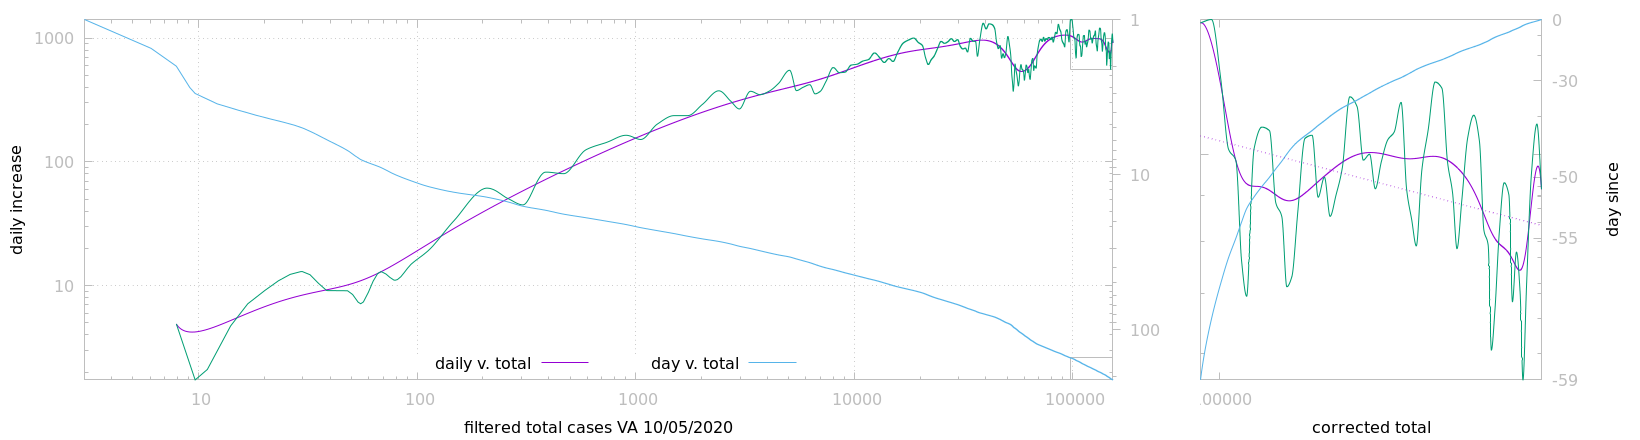 daily increase
1000
100
10
1
10
100
daily v. total
day v. total
10
100
1000
10000
100000
filtered total cases VA 10/05/2020
0
-30
-50
-55
-59
day since
.00000
corrected total